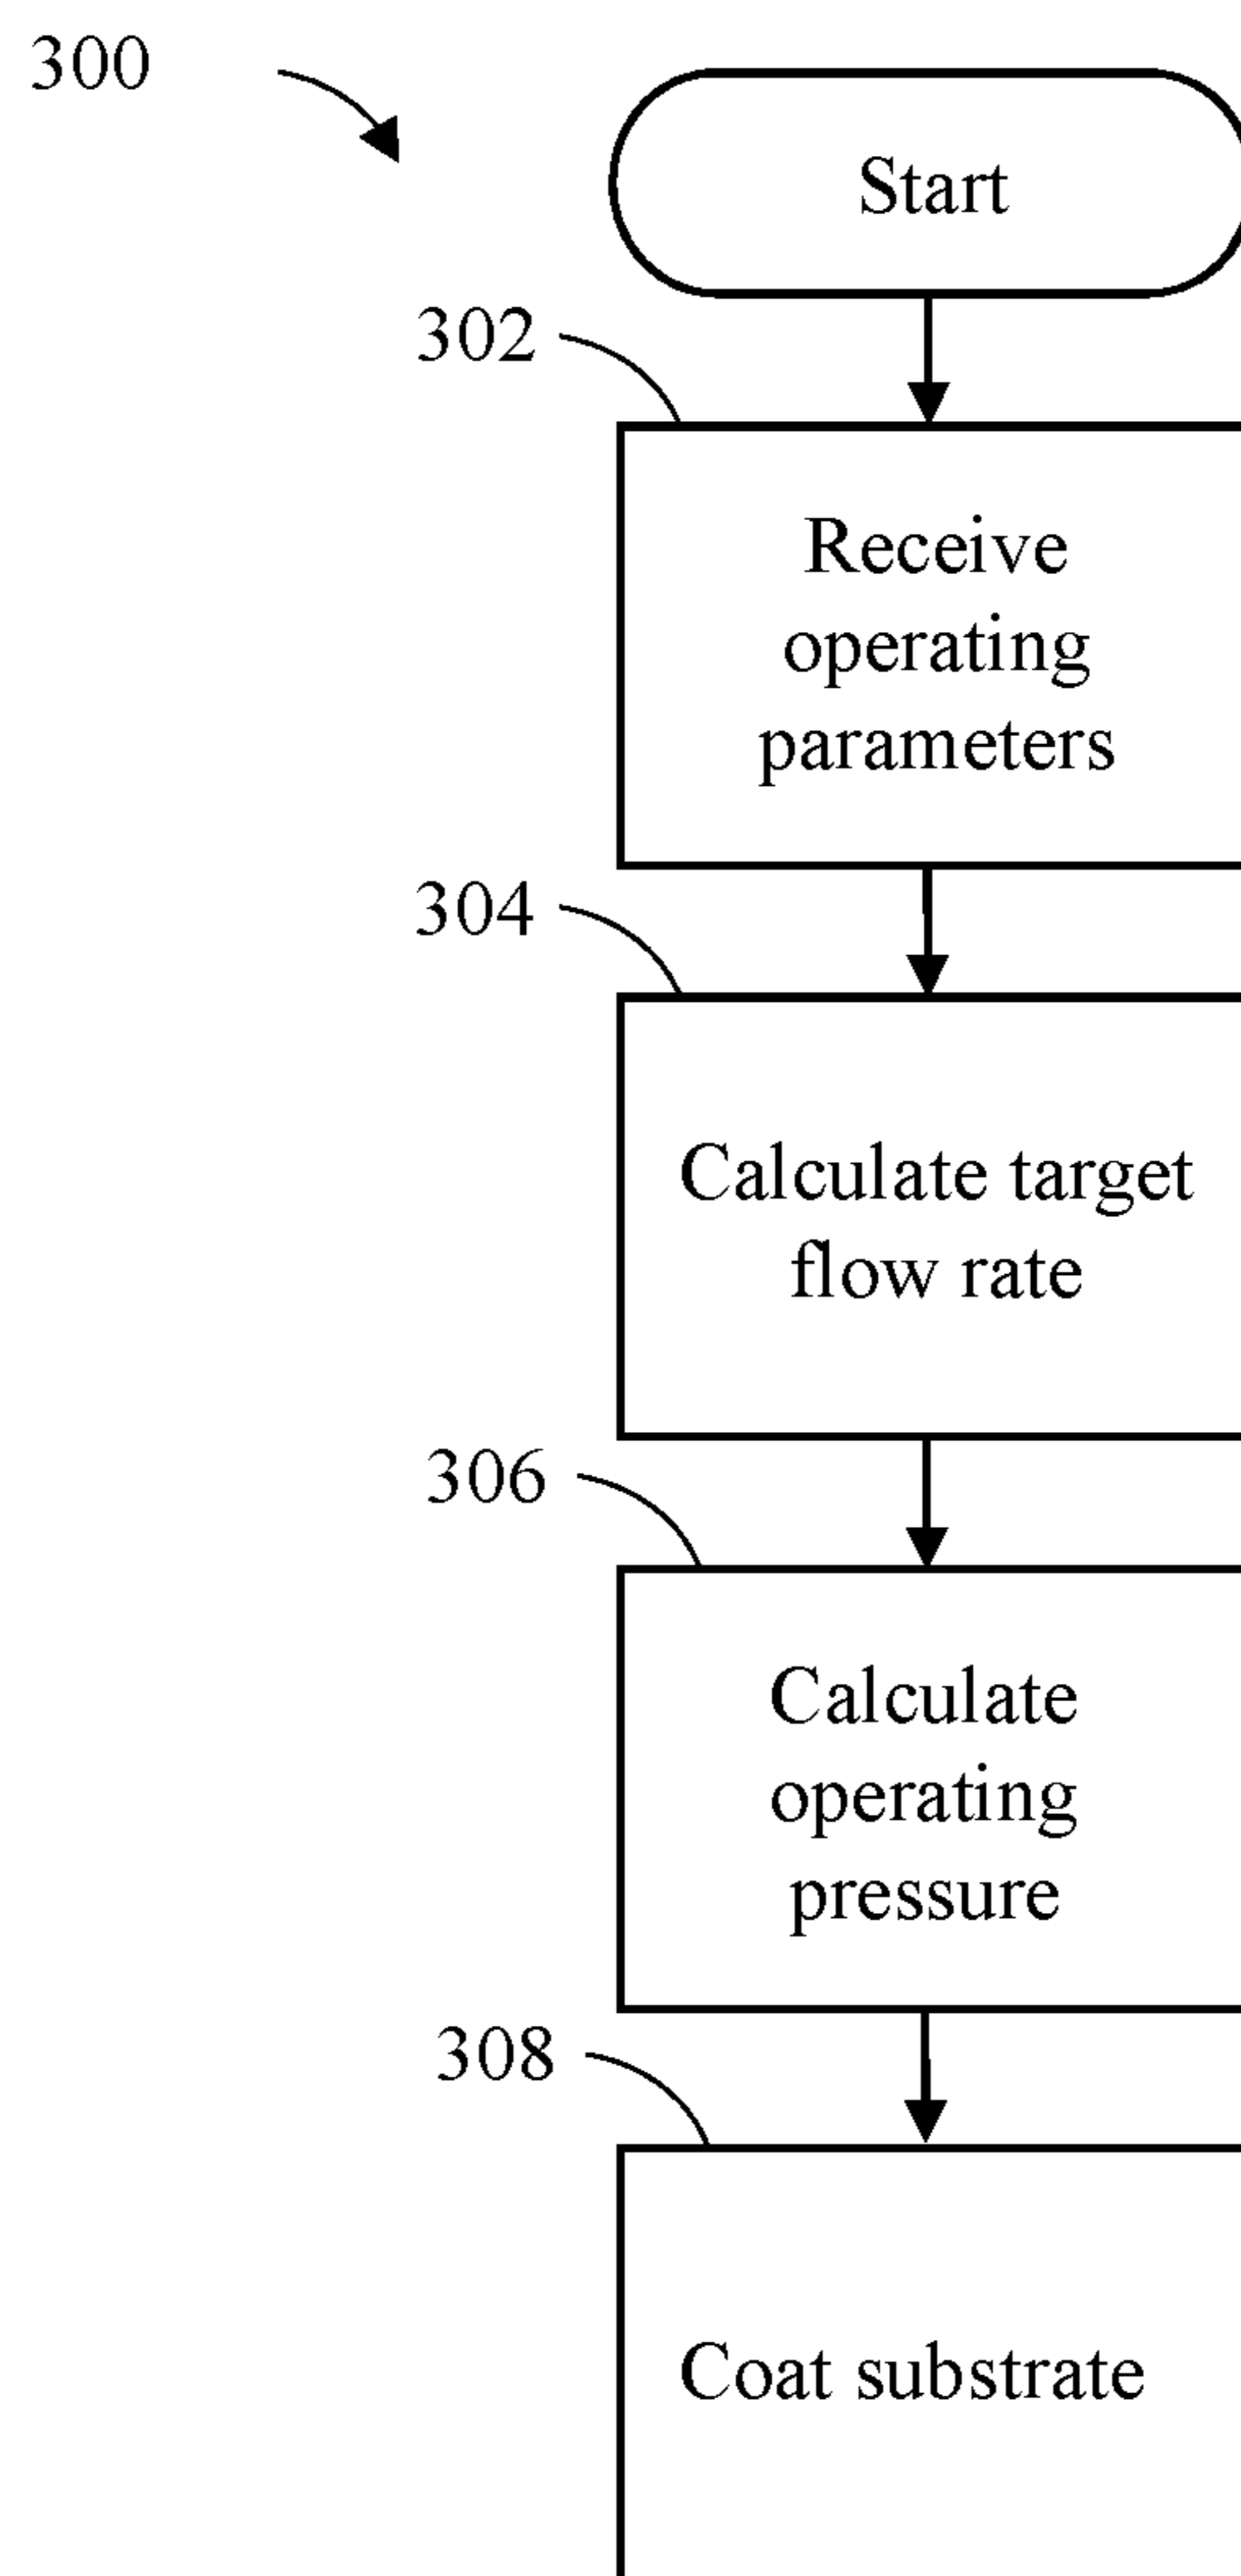 300
Start
302
Receive
operating
parameters
304
Calculate target
flow rate
306
Calculate
operating
pressure
308
Coat substrate